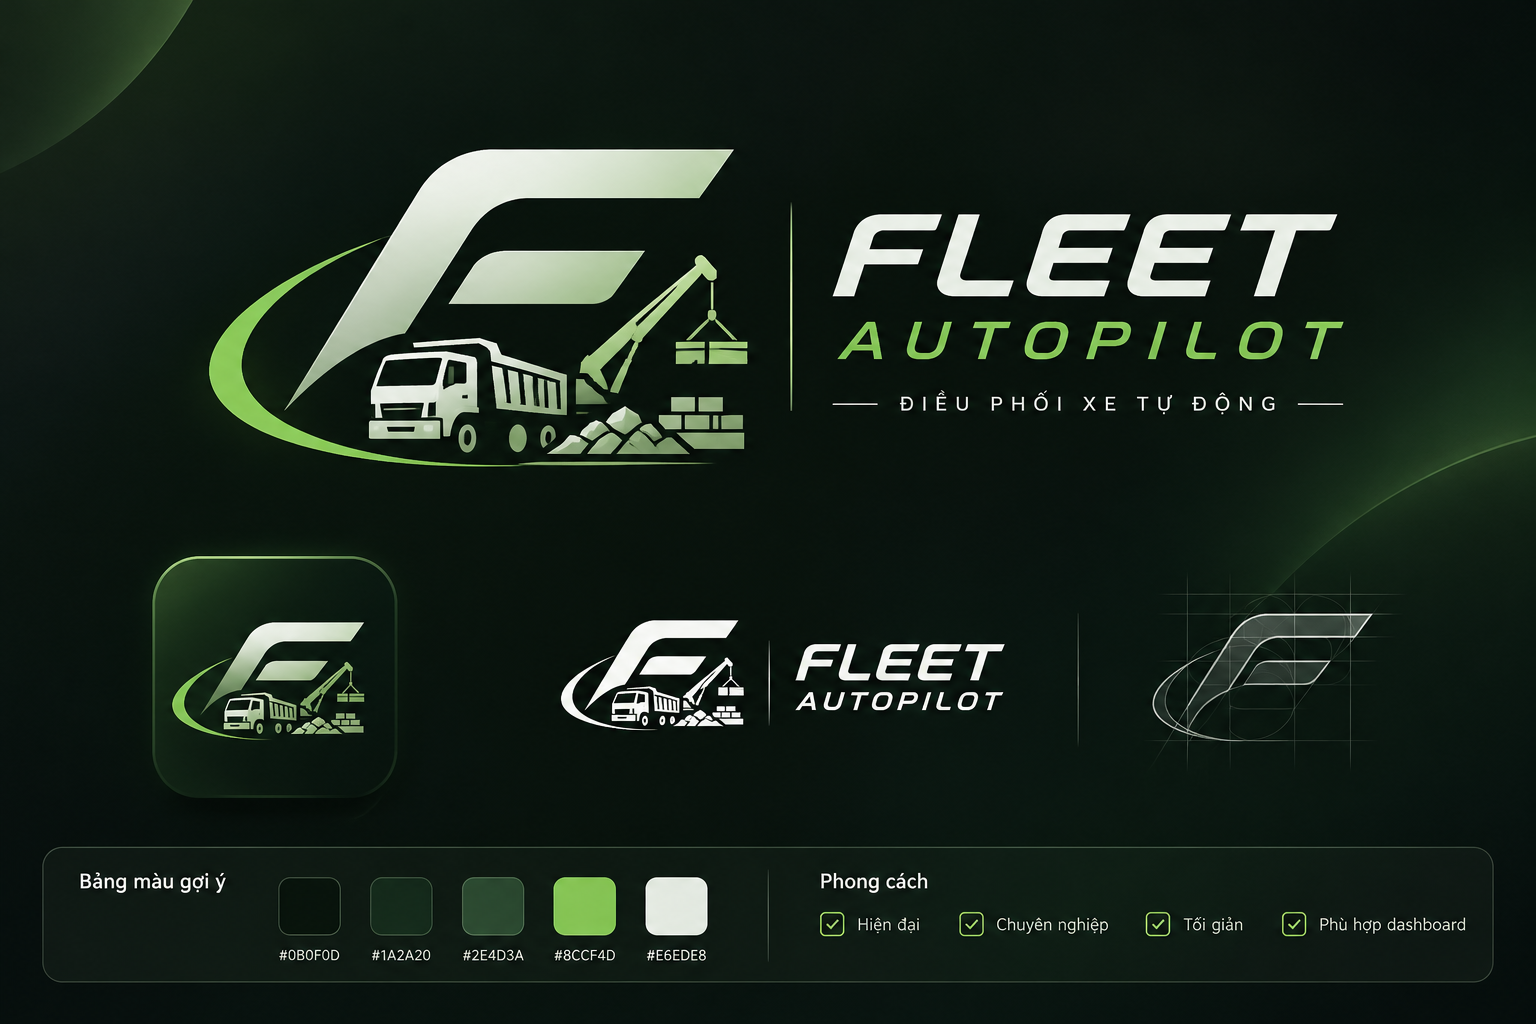 FLEET
AUTOPILOT
ĐIỀU PHỐI XE TỰ ĐỘNG
FLEET
AUTOPILOT
Bảng màu gợi ý
#0B0F0D #1A2A20 #2E4D3A #8CCF4D #E6EDE8
Phong cách
Hiện đại Chuyên nghiệp Tối giản Phù hợp dashboard